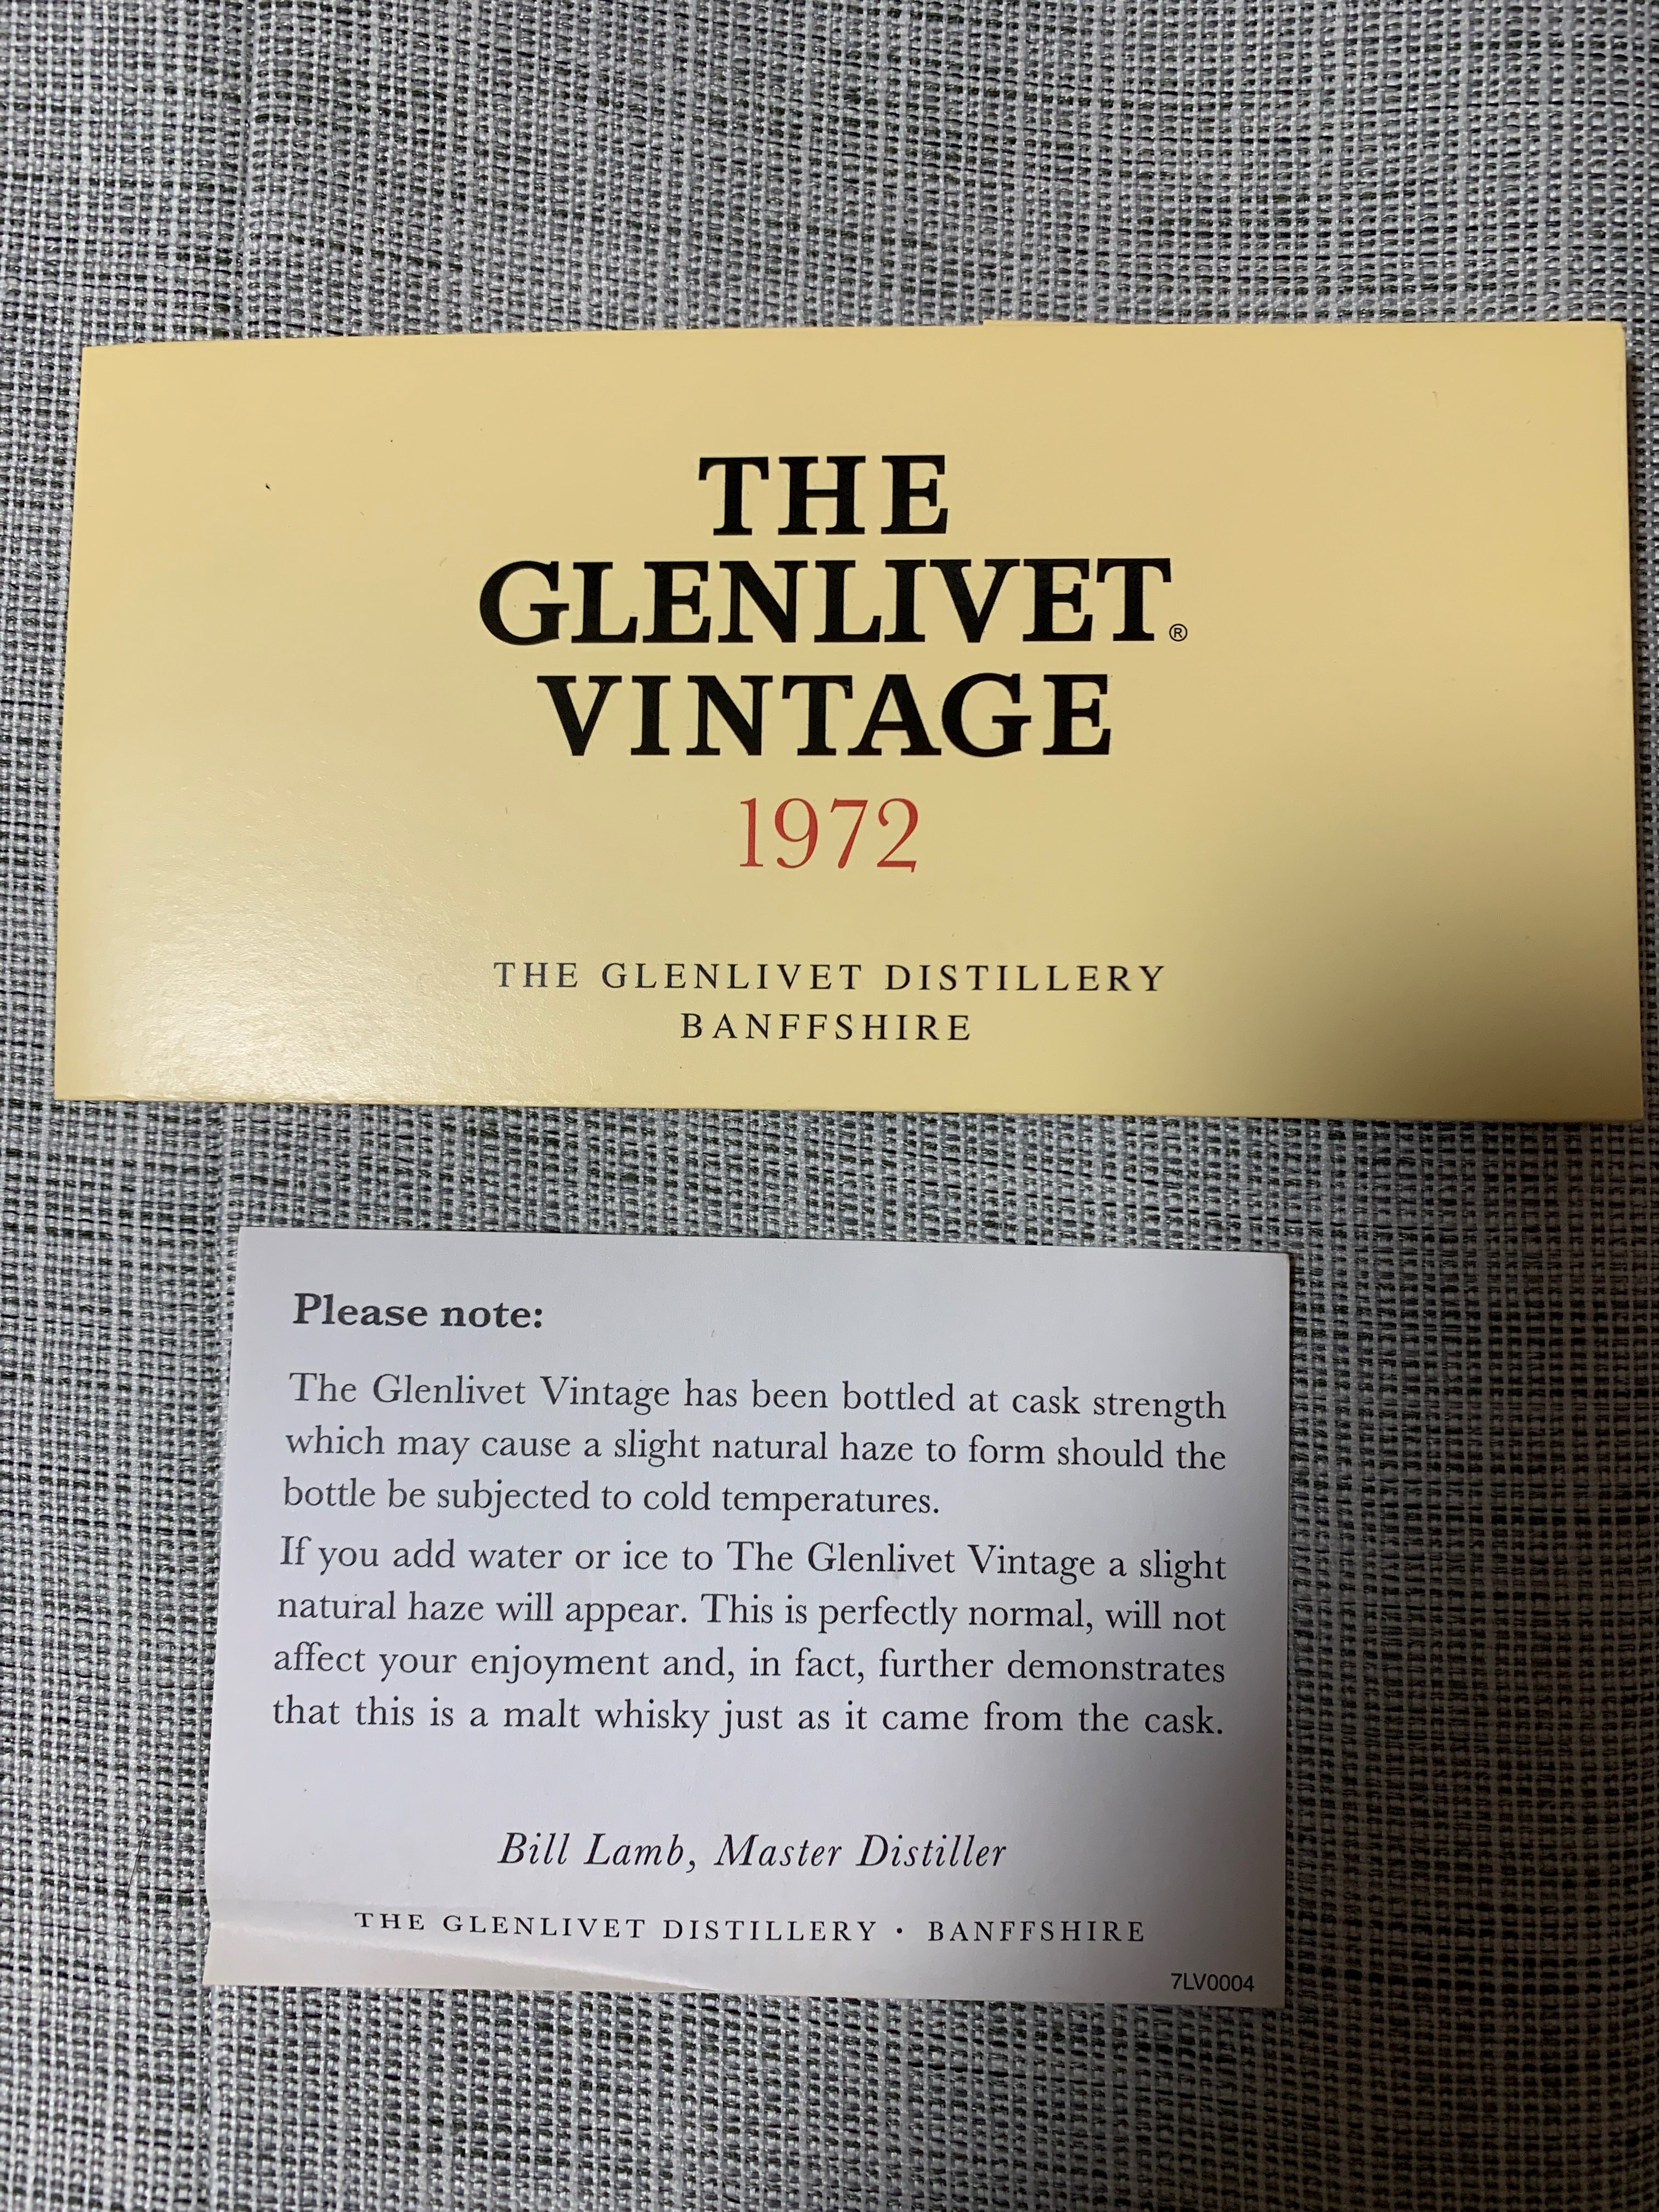 THE
GLENLIVET®
VINTAGE
1972
THE GLENLIVET DISTILLERY
BANFFSHIRE
Please note:
The Glenlivet Vintage has been bottled at cask strength
which may cause a slight natural haze to form should the
bottle be subjected to cold temperatures.
If you add water or ice to The Glenlivet Vintage a slight
natural haze will appear. This is perfectly normal, will not
affect your enjoyment and, in fact, further demonstrates
that this is a malt whisky just as it came from the cask.
Bill Lamb, Master Distiller
THE GLENLIVET DISTILLERY · BANFFSHIRE
7LV0004